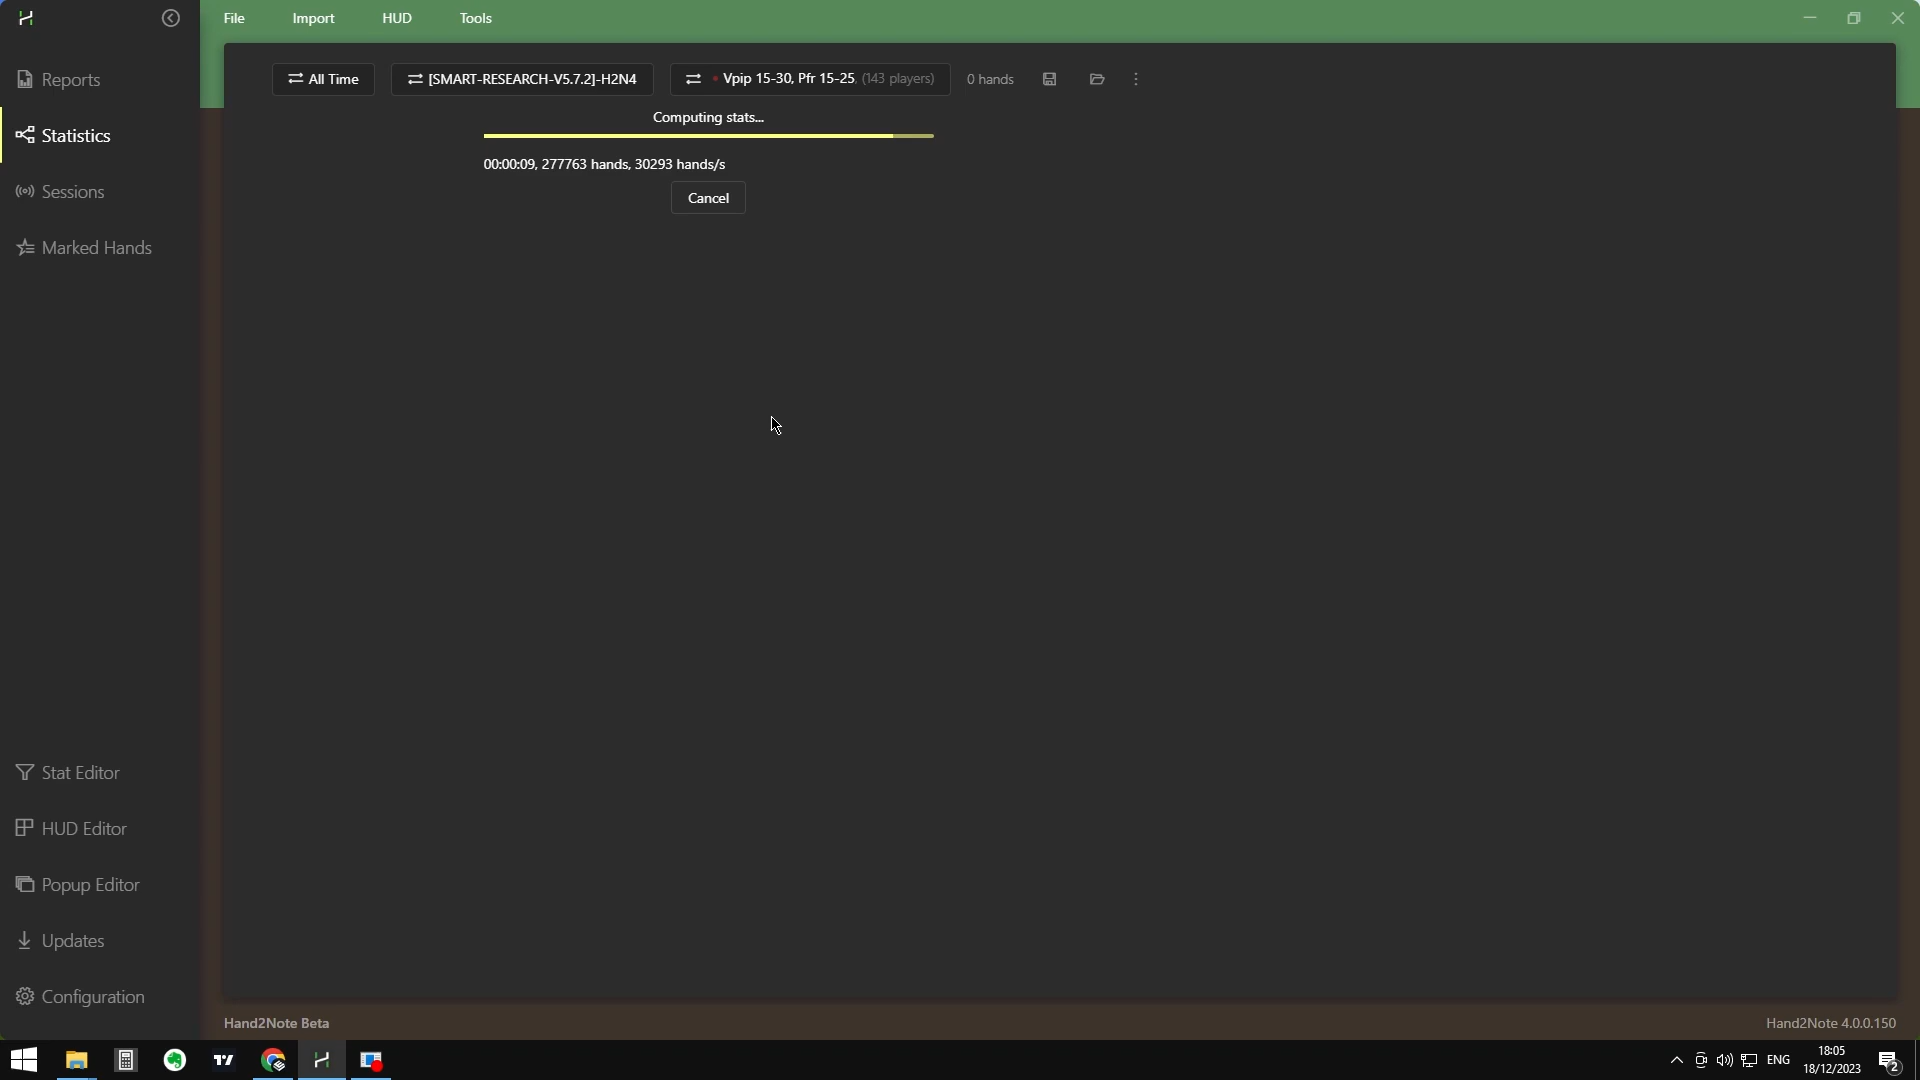 File Import HUD Tools
Reports
Statistics
Sessions
Marked Hands
All Time [SMART-RESEARCH-V5.7.2]-H2N4 Vpip 15-30, Pfr 15-25, (143 players) 0 hands
Computing stats...
00:00:09, 277763 hands, 30293 hands/s
Cancel
Stat Editor
HUD Editor
Popup Editor
Updates
Configuration
Hand2Note Beta Hand2Note 4.0.0.150
ENG 18:05
18/12/2023 2